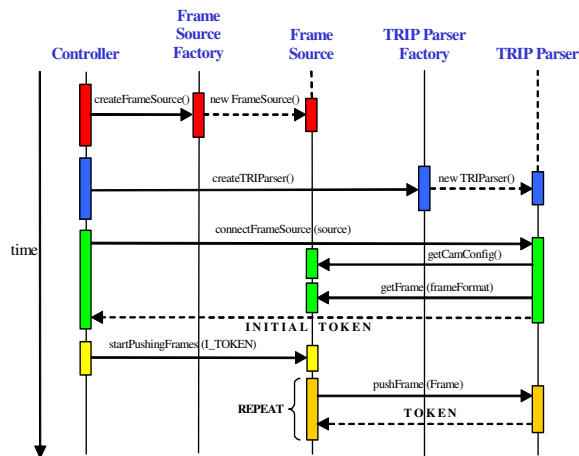 Controller
Frame
Source
Factory
Frame
Source
TRIP Parser
Factory
TRIP Parser
createFrameSource()
new FrameSource()
createTRIParser()
new TRIParser()
time
connectFrameSource (source)
getCamConfig()
getFrame (frameFormat)
INITIAL TOKEN
startPushingFrames (I_TOKEN)
pushFrame (Frame)
REPEAT
TOKEN